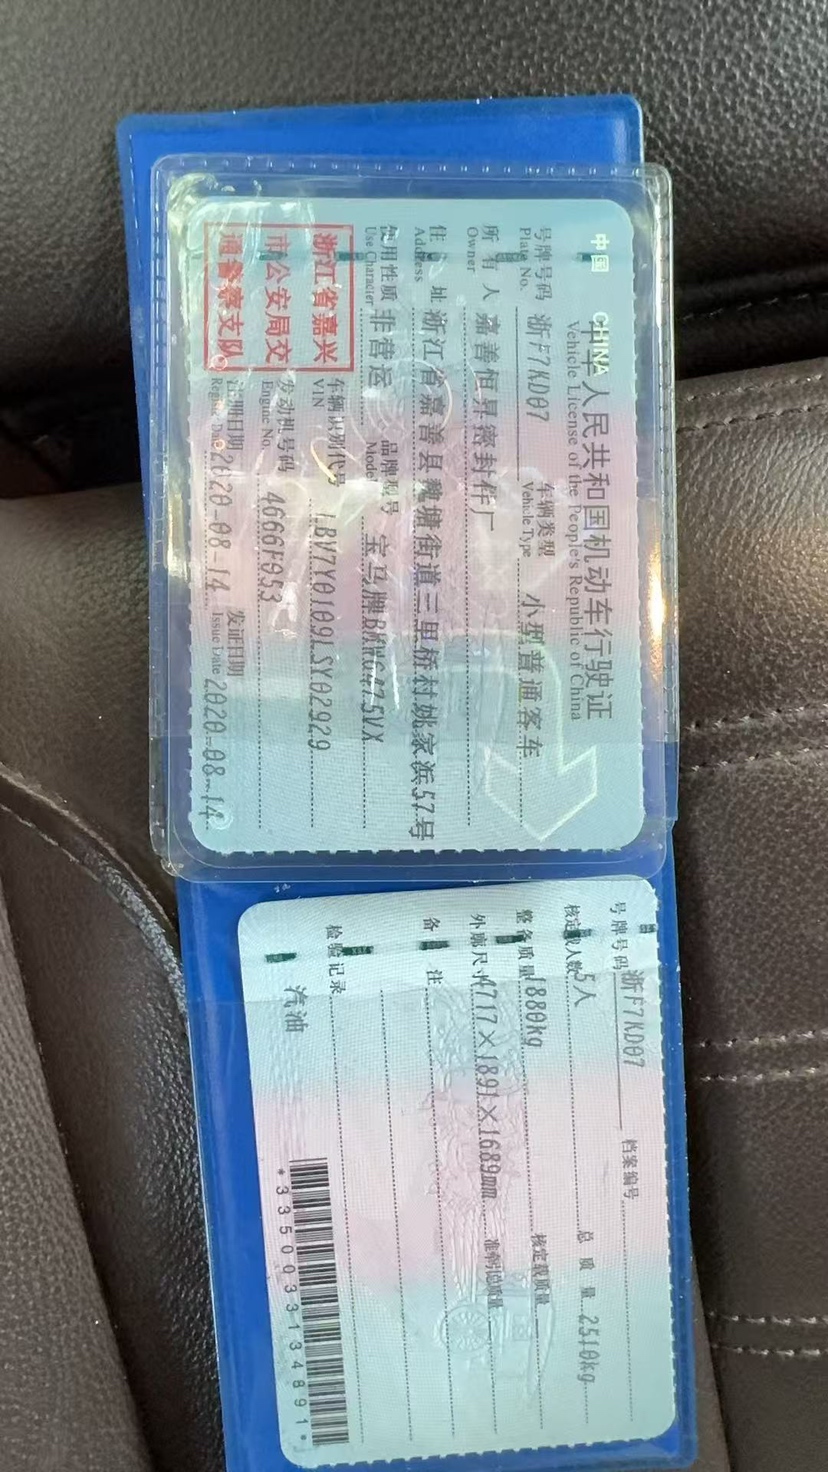 中国 CHINA
中华人民共和国机动车行驶证
Vehicle License of the People's Republic of China
号牌号码 浙F7KD07 车辆类型 小型普通客车
Plate No. Vehicle Type
所有人 嘉善恒昇密封件厂
Owner
住址 浙江省嘉善县魏塘街道三里桥村姚家浜57号
Address
使用性质 非营运 品牌型号 宝马牌BMW6475VX
Use Character Model
浙江省嘉兴
市公安局交
通警察支队
车辆识别代号 LBV7Y0109LSY02929
VIN
发动机号码 4666F053
Engine No.
注册日期 2020-08-14 发证日期 2020-08-14
Register Date Issue Date
号牌号码 浙F7KD07 档案编号
核定载人数 5人 总质量 2510kg
整备质量 1880kg 核定载质量
外廓尺寸 4717×1891×1689mm 准牵引总质量
备注
检验记录
汽油
*3350033134891*